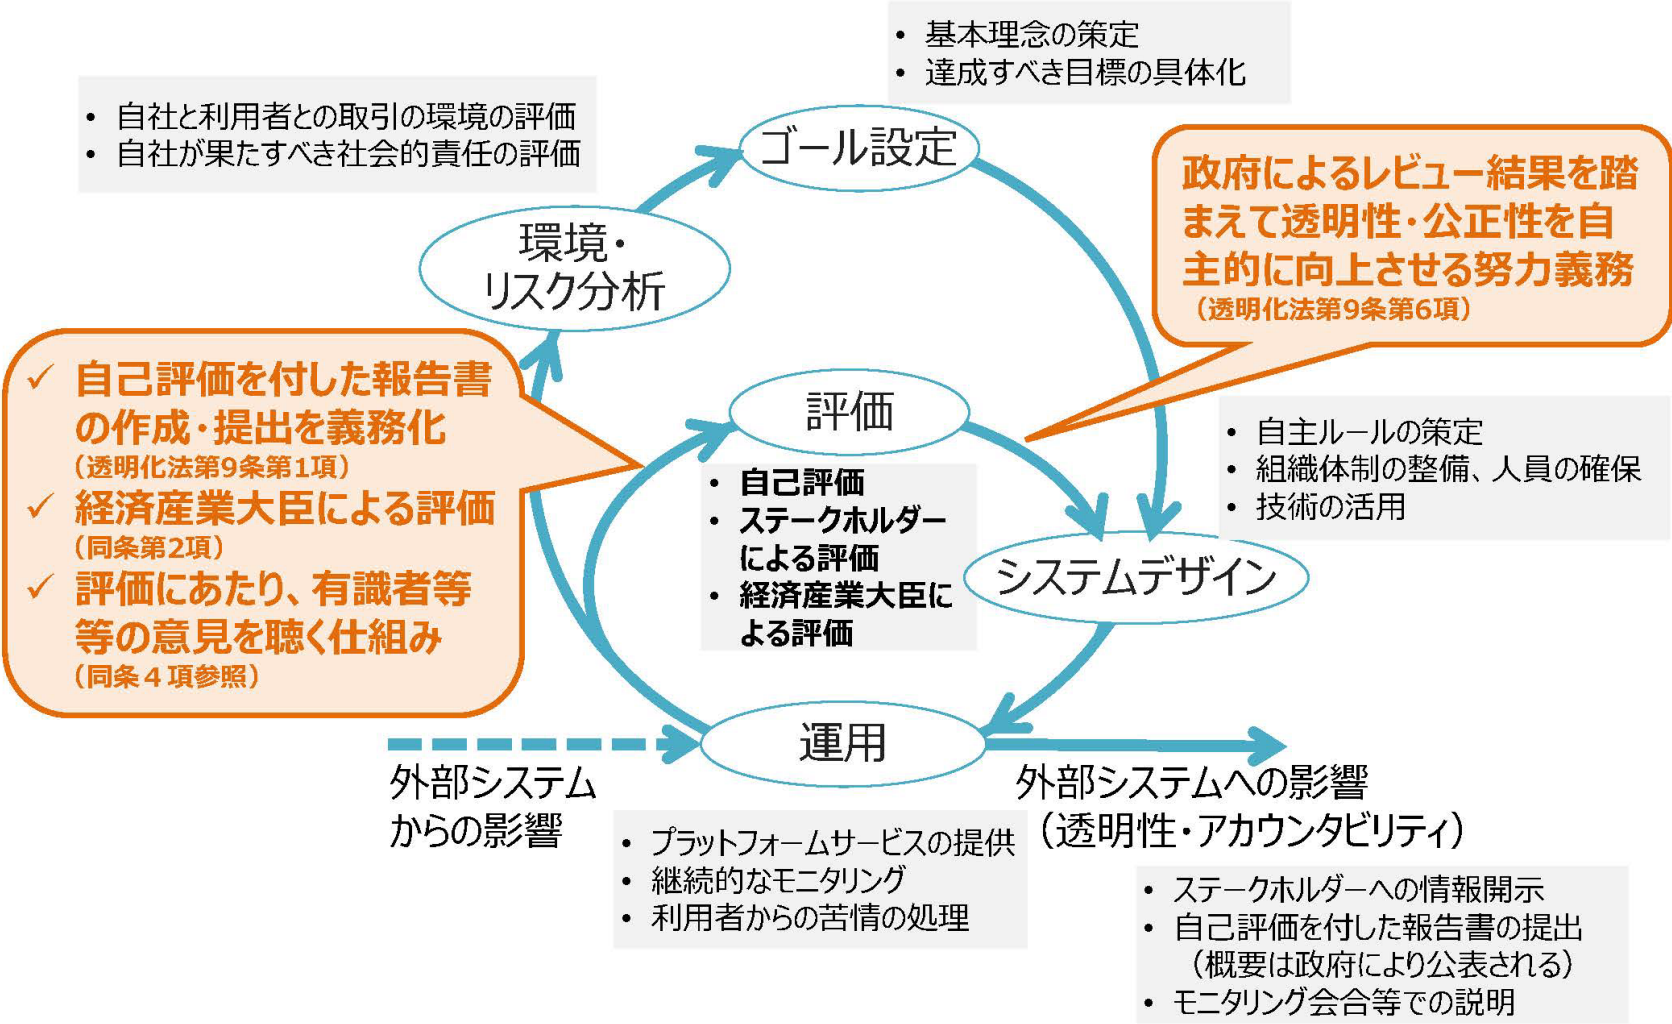 • 基本理念の策定
• 達成すべき目標の具体化
• 自社と利用者との取引の環境の評価
• 自社が果たすべき社会的責任の評価
ゴール設定
政府によるレビュー結果を踏
まえて透明性・公正性を自
主的に向上させる努力義務
（透明化法第9条第6項）
環境・
リスク分析
✓ 自己評価を付した報告書
の作成・提出を義務化
（透明化法第9条第1項）
✓ 経済産業大臣による評価
（同条第2項）
✓ 評価にあたり、有識者等
等の意見を聴く仕組み
（同条４項参照）
評価
• 自己評価
• ステークホルダー
による評価
• 経済産業大臣に
よる評価
• 自主ルールの策定
• 組織体制の整備、人員の確保
• 技術の活用
システムデザイン
運用
外部システム
からの影響
外部システムへの影響
（透明性・アカウンタビリティ）
• プラットフォームサービスの提供
• 継続的なモニタリング
• 利用者からの苦情の処理
• ステークホルダーへの情報開示
• 自己評価を付した報告書の提出
（概要は政府により公表される）
• モニタリング会合等での説明